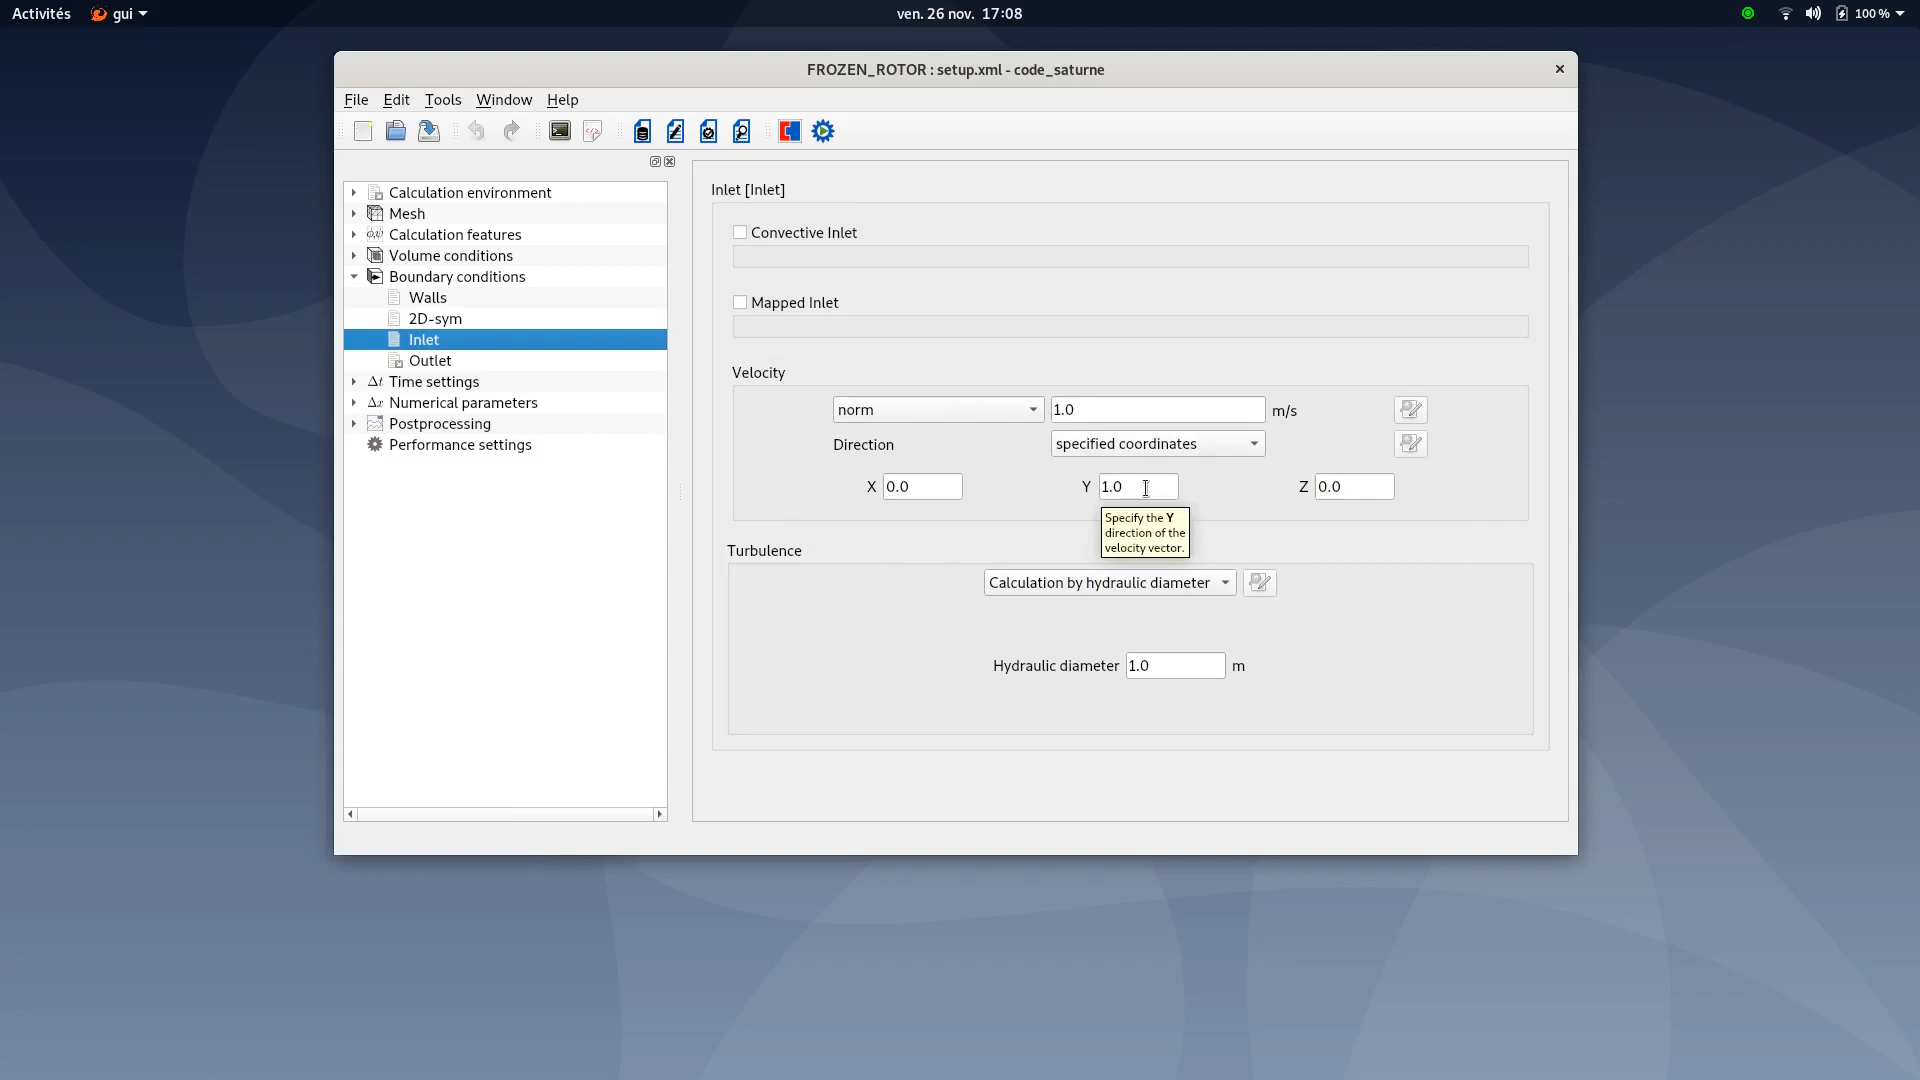 Activités gui ven. 26 nov. 17:08 100 %
FROZEN_ROTOR : setup.xml - code_saturne
File Edit Tools Window Help
Calculation environment
Mesh
Calculation features
Volume conditions
Boundary conditions
Walls
2D-sym
Inlet
Outlet
Δt Time settings
Δx Numerical parameters
Postprocessing
Performance settings
Inlet [Inlet]
Convective Inlet
Mapped Inlet
Velocity
norm 1.0 m/s
Direction specified coordinates
X 0.0 Y 1.0 Z 0.0
Specify the Y
direction of the
velocity vector.
Turbulence
Calculation by hydraulic diameter
Hydraulic diameter 1.0 m